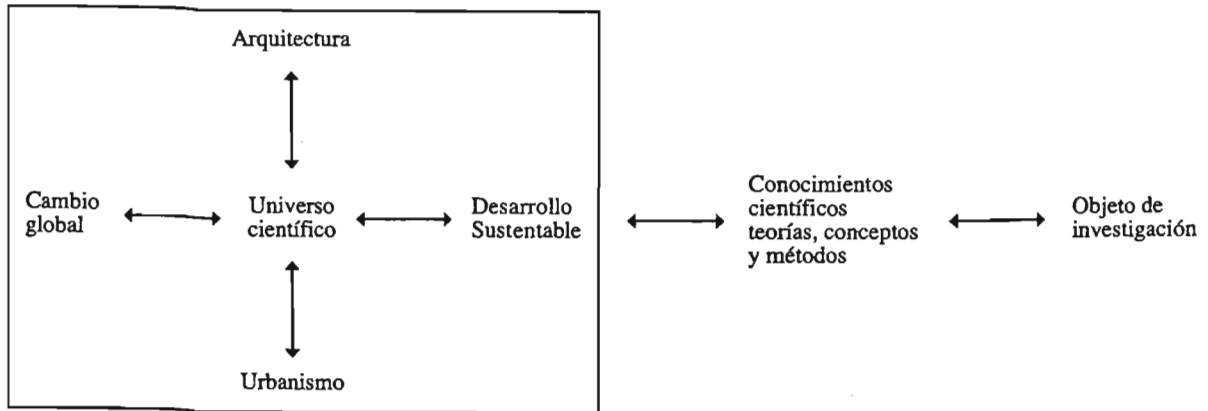 Arquitectura
Cambio
global
Universo
científico
Desarrollo
Sustentable
Conocimientos
científicos
teorías, conceptos
y métodos
Objeto de
investigación
Urbanismo